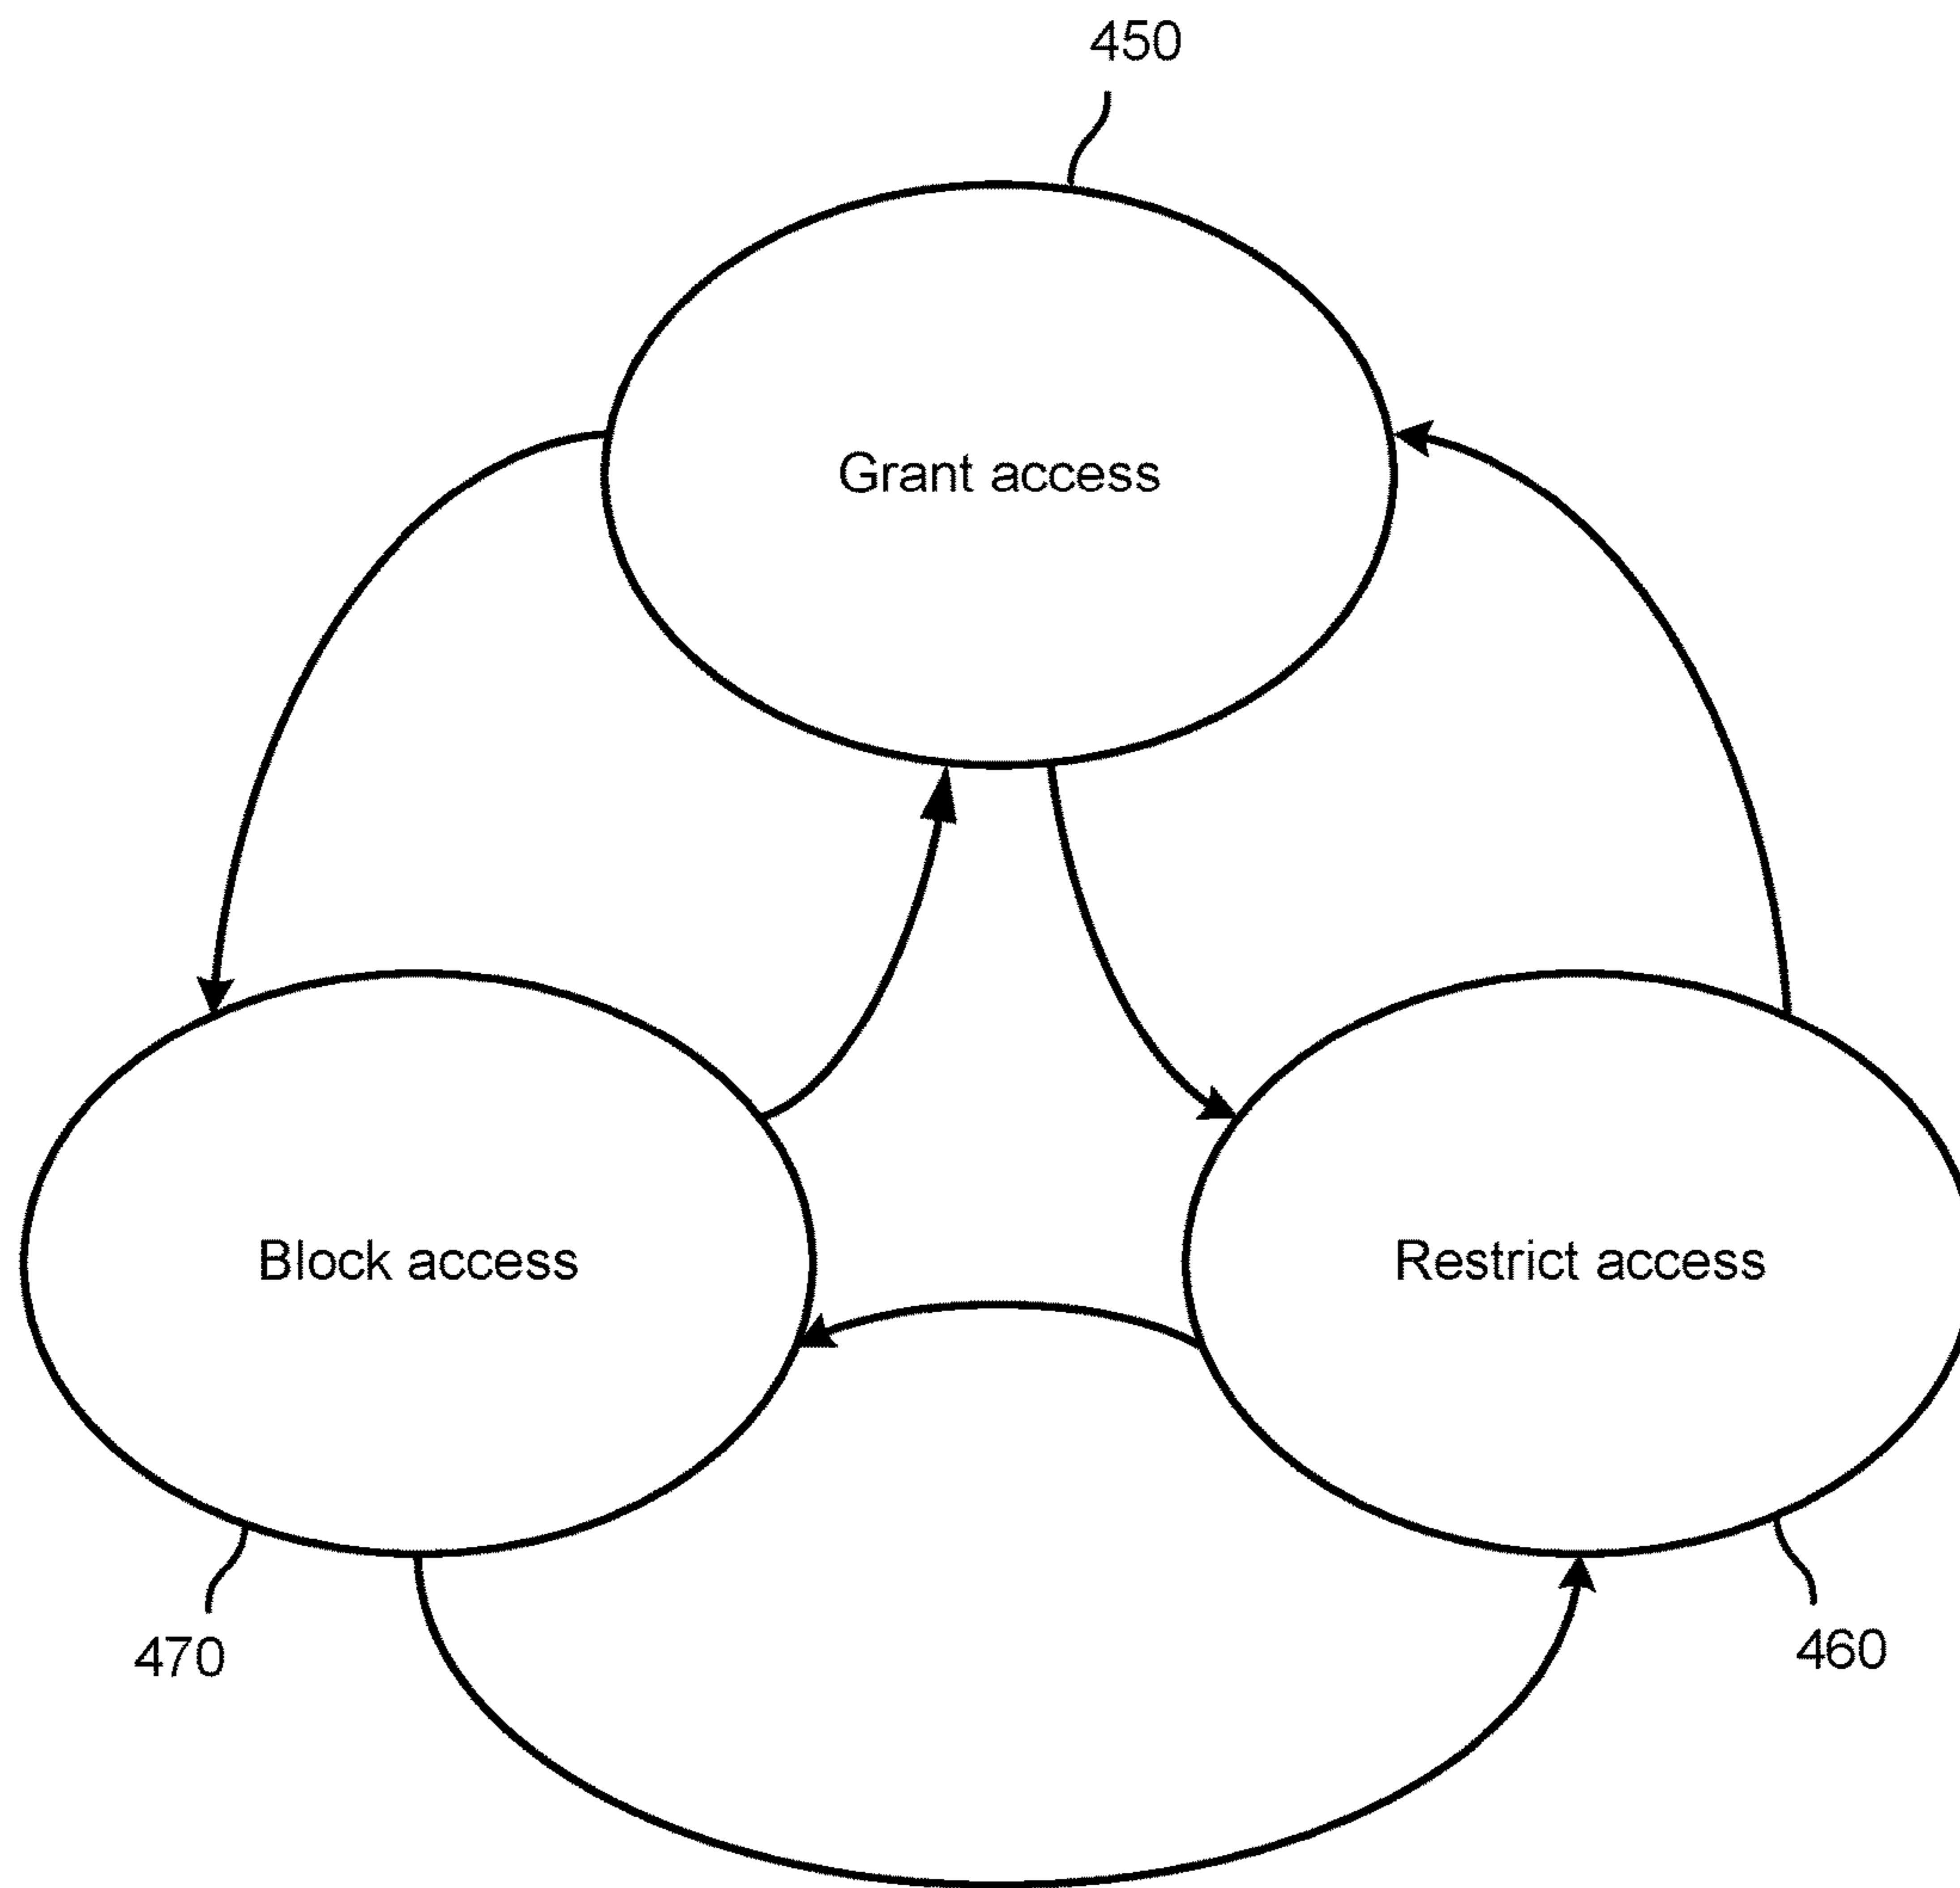 450
Grant access
Block access
Restrict access
470
460